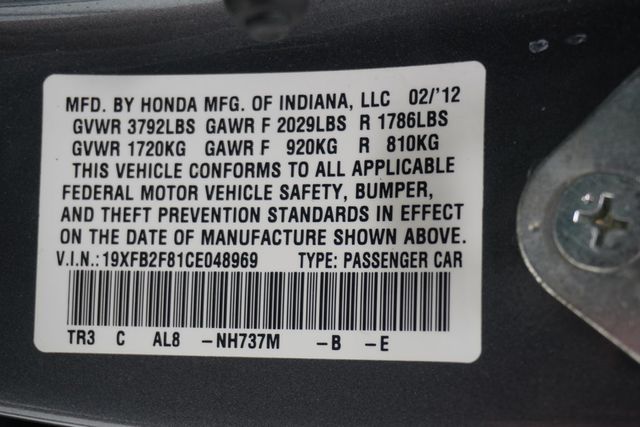 MFD. BY HONDA MFG. OF INDIANA, LLC 02/'12
GVWR 3792LBS GAWR F 2029LBS R 1786LBS
GVWR 1720KG GAWR F 920KG R 810KG
THIS VEHICLE CONFORMS TO ALL APPLICABLE
FEDERAL MOTOR VEHICLE SAFETY, BUMPER,
AND THEFT PREVENTION STANDARDS IN EFFECT
ON THE DATE OF MANUFACTURE SHOWN ABOVE.
V.I.N.:19XFB2F81CE048969 TYPE: PASSENGER CAR
TR3 C AL8 -NH737M -B -E